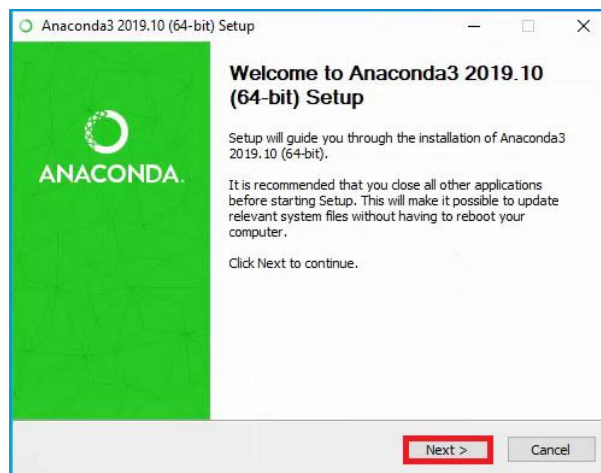 Anaconda3 2019.10 (64-bit) Setup
ANACONDA.
Welcome to Anaconda3 2019.10
(64-bit) Setup
Setup will guide you through the installation of Anaconda3
2019.10 (64-bit).
It is recommended that you close all other applications
before starting Setup. This will make it possible to update
relevant system files without having to reboot your
computer.
Click Next to continue.
Next >
Cancel